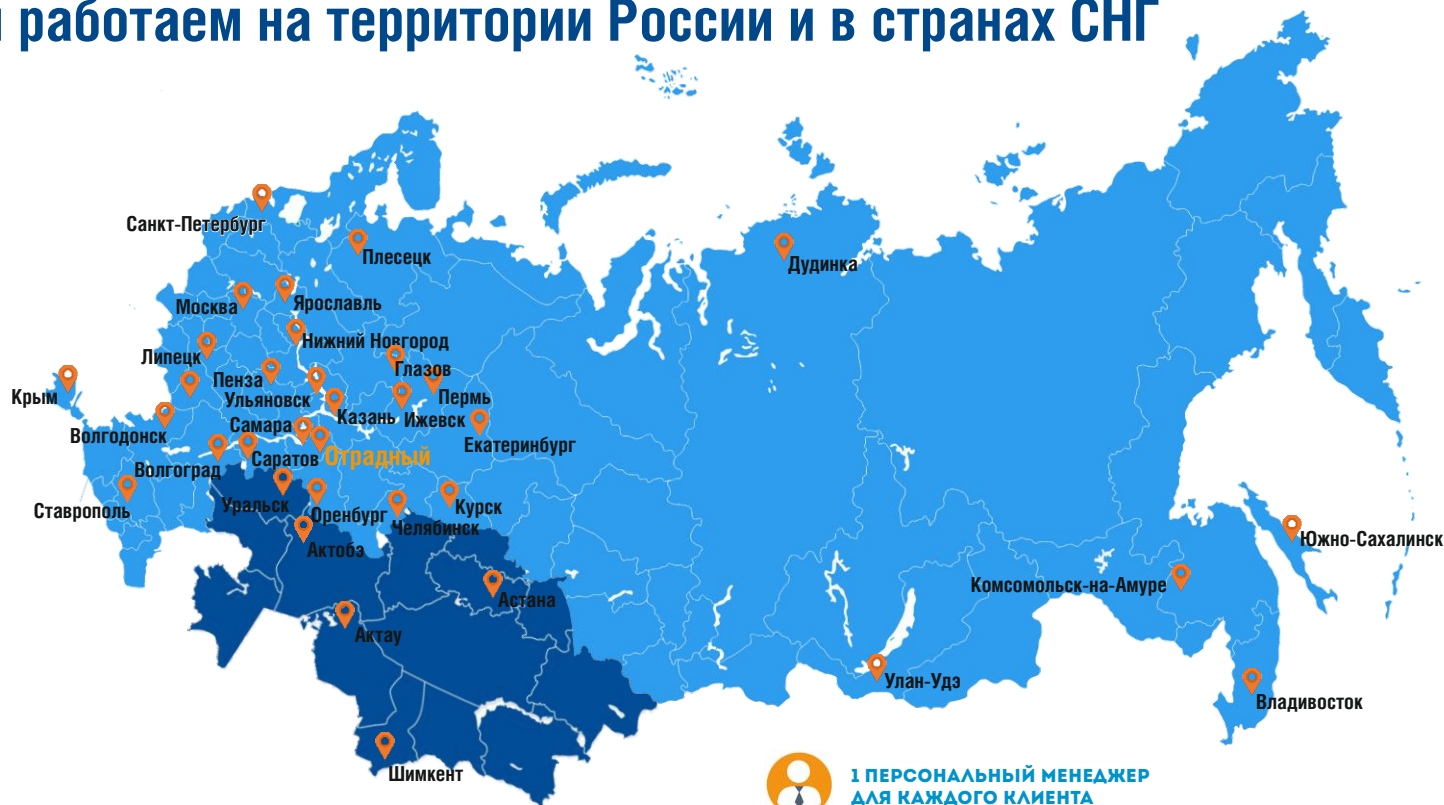 и работаем на территории России и в странах СНГ
Санкт-Петербург
Плесецк
Дудинка
Москва
Ярославль
Нижний Новгород
Липецк
Глазов
Крым
Пенза
Пермь
Ульяновск
Казань
Ижевск
Волгодонск
Самара
Екатеринбург
Саратов
Отрадный
Волгоград
Ставрополь
Уральск
Оренбург
Курск
Челябинск
Южно-Сахалинск
Актобэ
Комсомольск-на-Амуре
Астана
Актау
Улан-Удэ
Владивосток
Шимкент
1 ПЕРСОНАЛЬНЫЙ МЕНЕДЖЕР
ДЛЯ КАЖДОГО КЛИЕНТА